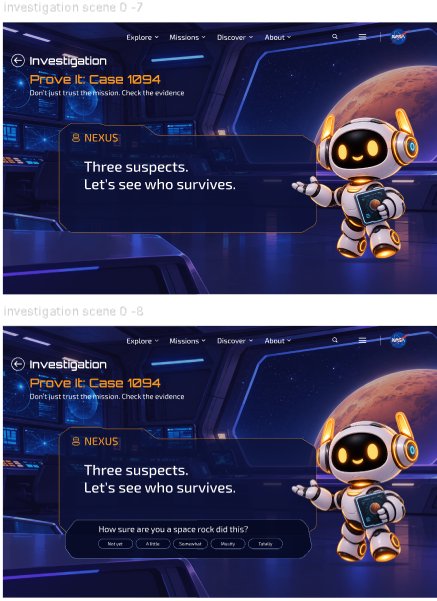 investigation scene 0 -7
Explore Missions Discover About
NASA
Investigation
Prove It: Case 1094
Don't just trust the mission. Check the evidence
NEXUS
Three suspects.
Let's see who survives.
investigation scene 0 -8
Explore Missions Discover About
NASA
Investigation
Prove It: Case 1094
Don't just trust the mission. Check the evidence
NEXUS
Three suspects.
Let's see who survives.
How sure are you a space rock did this?
Not yet A little Somewhat Mostly Totally